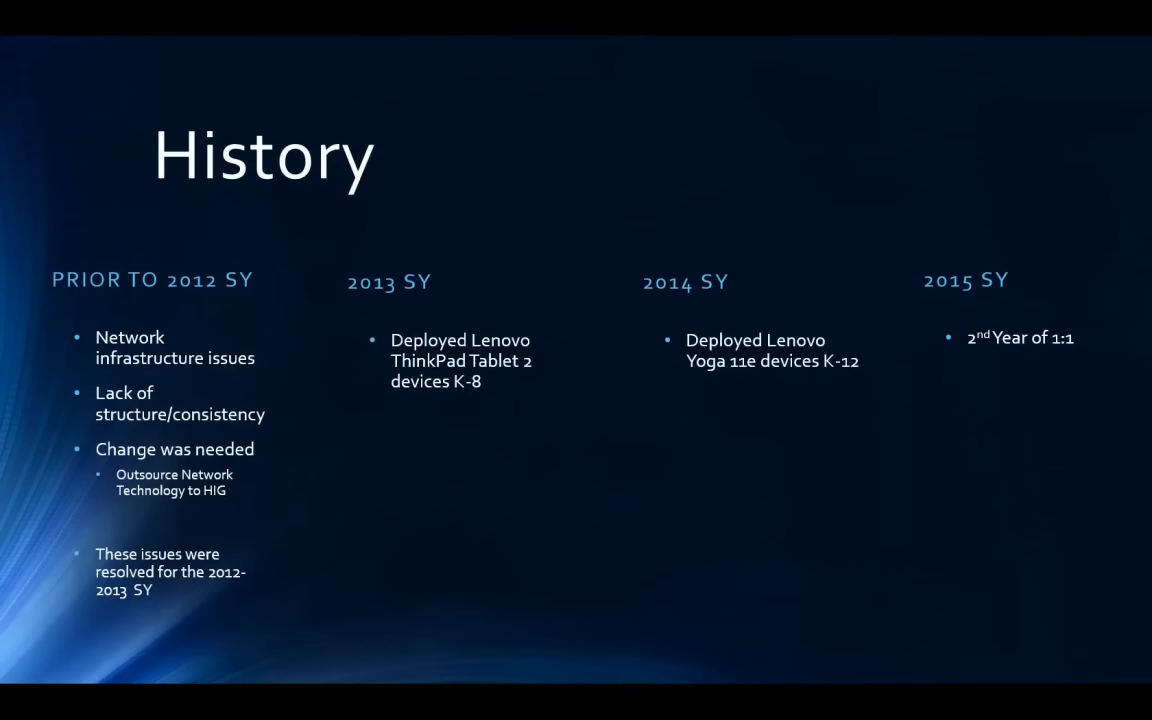 History
PRIOR TO 2012 SY
• Network
infrastructure issues
• Lack of
structure/consistency
• Change was needed
• Outsource Network
Technology to HIG
• These issues were
resolved for the 2012-
2013 SY
2013 SY
• Deployed Lenovo
ThinkPad Tablet 2
devices K-8
2014 SY
• Deployed Lenovo
Yoga 11e devices K-12
2015 SY
• 2nd Year of 1:1